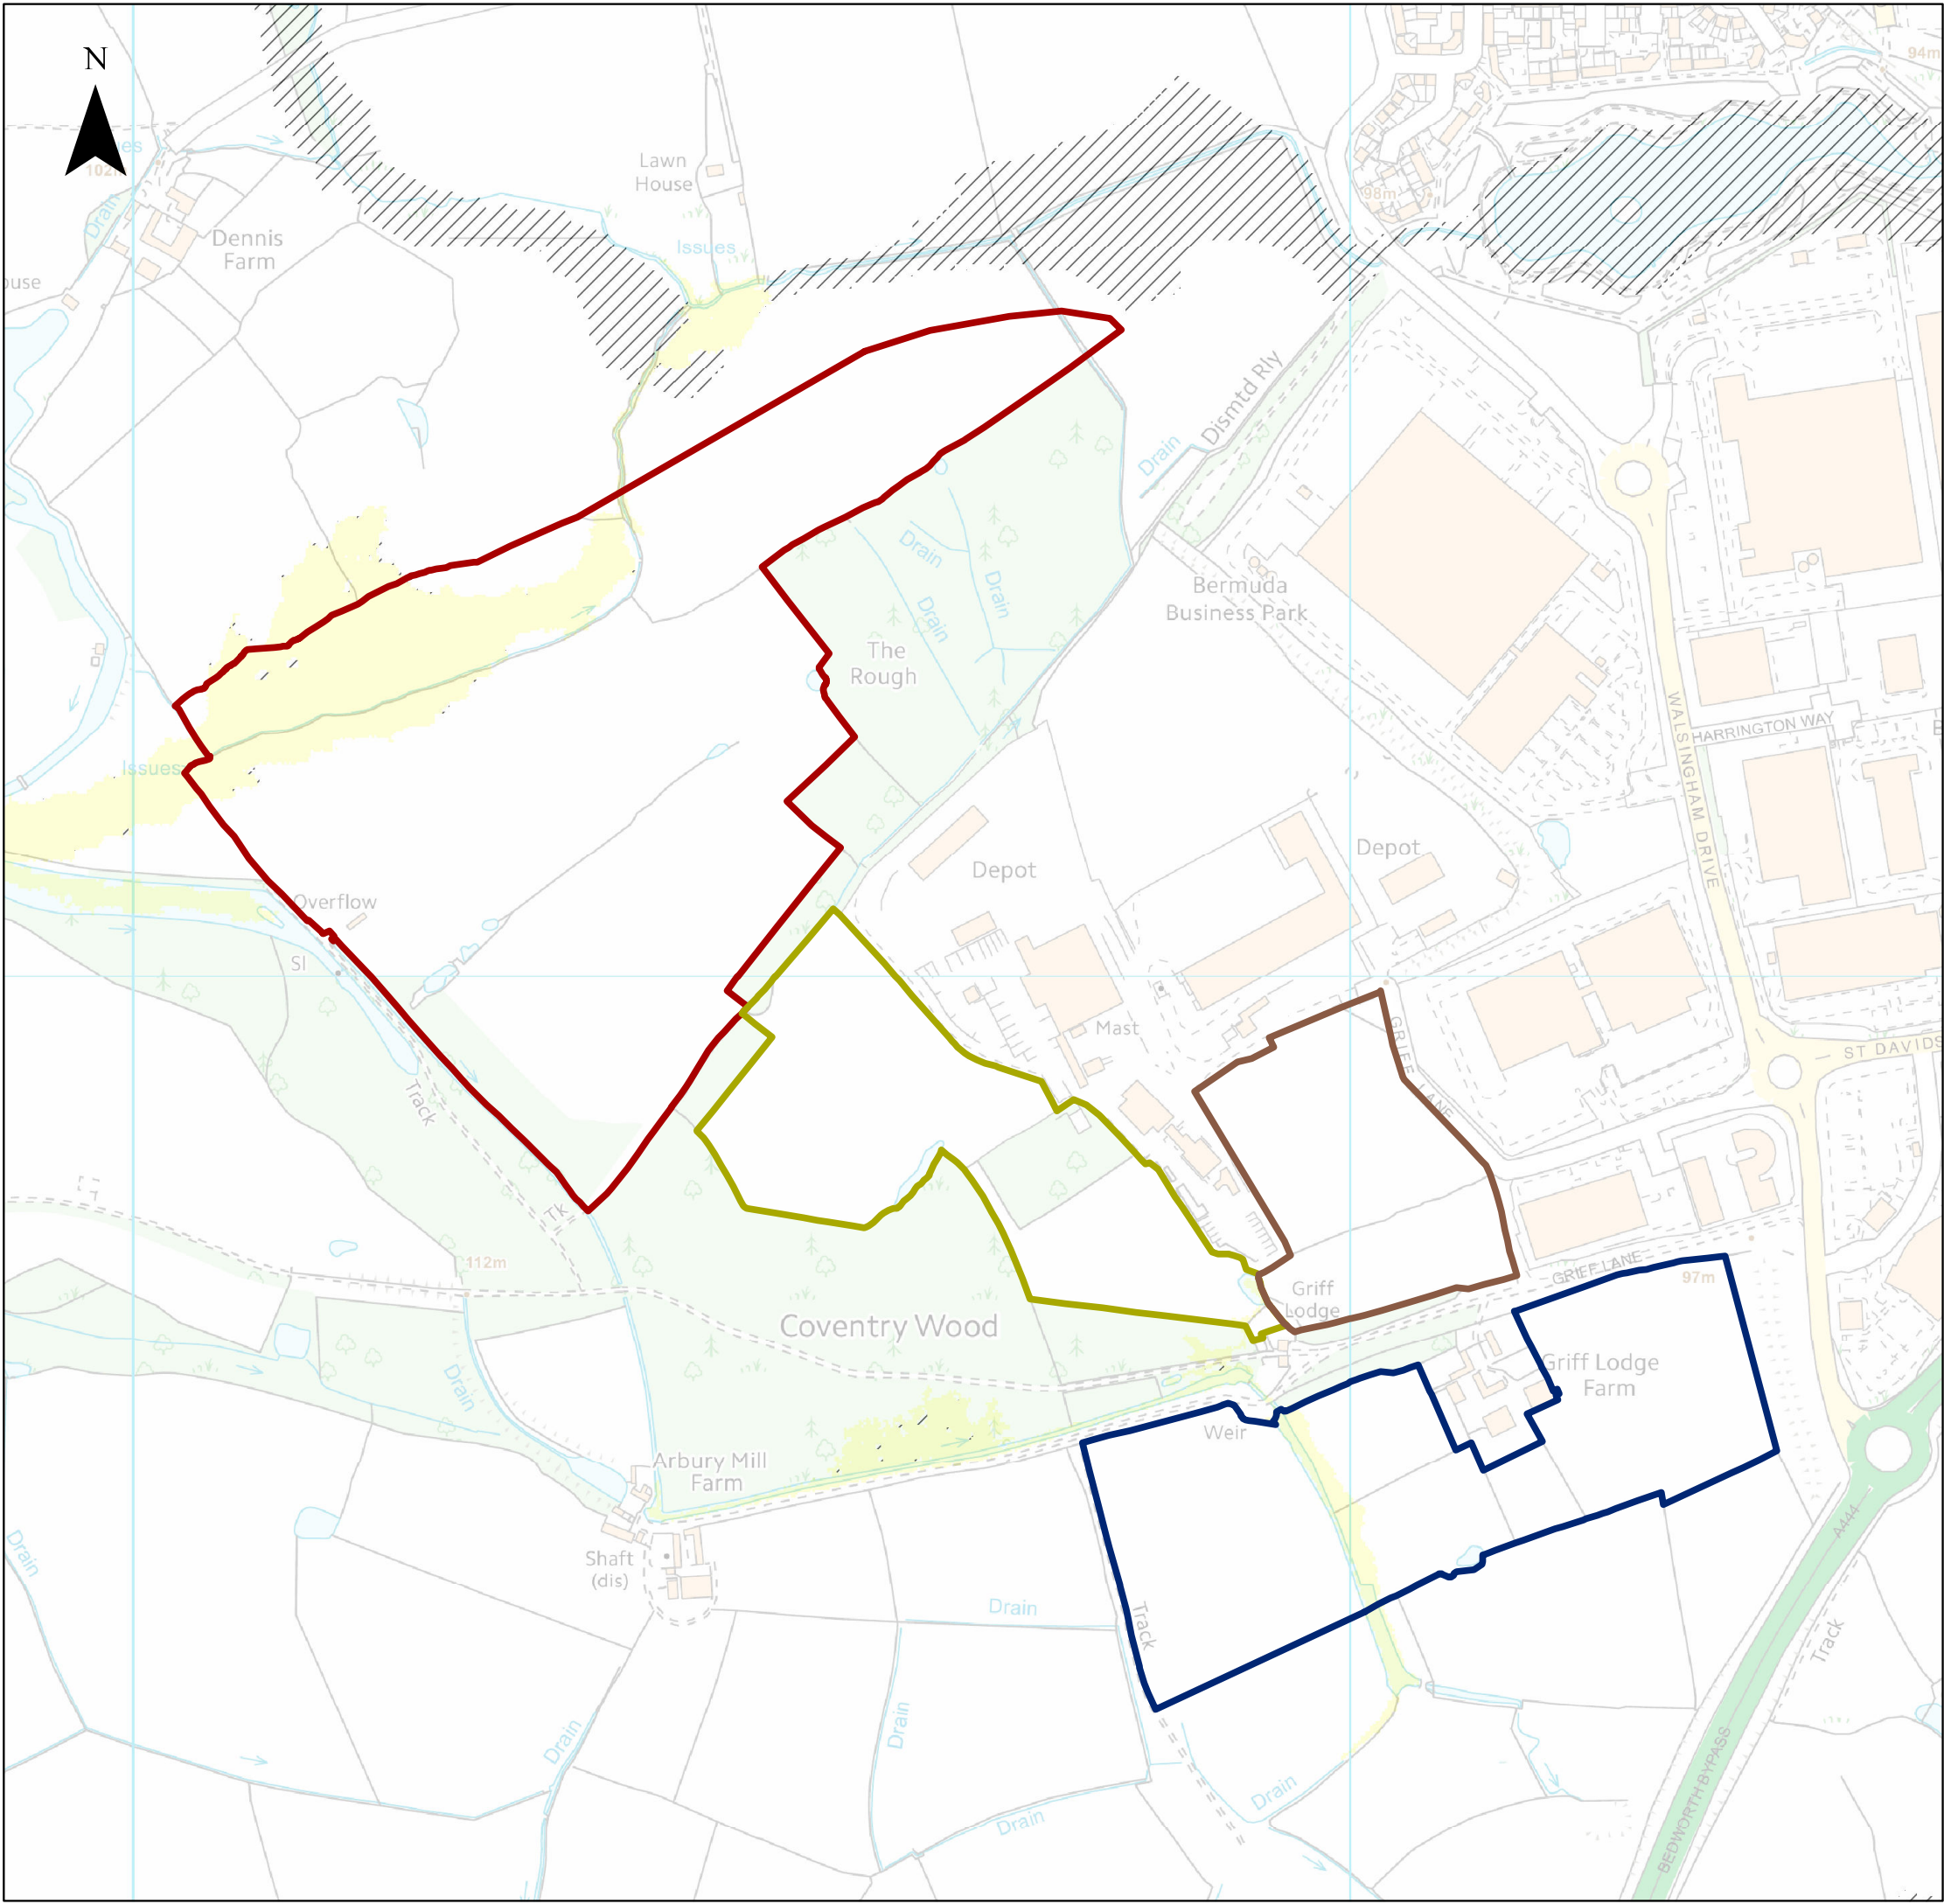 N
94m
Lawn
House
98m
Drain
Dennis
Farm
Issues
Dismtd Rly
Drain
Drain
Drain
Drain
Bermuda
Business Park
The
Rough
WALSINGHAM DRIVE
HARRINGTON WAY
Issues
Depot
Depot
Overflow
SI
Mast
GRIFF LANE
ST DAVIDS
Track
Tk
112m
GRIFF LANE
97m
Griff
Lodge
Coventry Wood
Griff Lodge
Farm
Drain
Weir
Arbury Mill
Farm
A444
Drain
Shaft
(dis)
Drain
Track
Track
Drain
Drain
Drain
Drain
BEDWORTH BYPASS